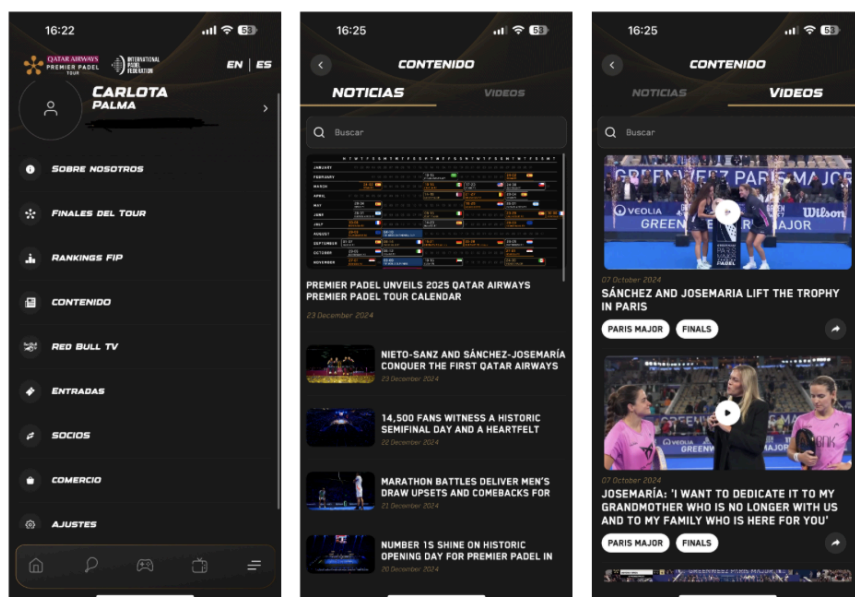 16:22
53
QATAR AIRWAYS
PREMIER PADEL
TOUR
INTERNATIONAL
PADEL
FEDERATION
EN | ES
CARLOTA
PALMA
SOBRE NOSOTROS
FINALES DEL TOUR
RANKINGS FIP
CONTENIDO
RED BULL TV
ENTRADAS
SOCIOS
COMERCIO
AJUSTES
16:25
53
CONTENIDO
NOTICIAS
VIDEOS
Buscar
JANUARY
FEBRUARY
MARCH
APRIL
MAY
JUNE
JULY
AUGUST
SEPTEMBER
OCTOBER
NOVEMBER
PREMIER PADEL UNVEILS 2025 QATAR AIRWAYS
PREMIER PADEL TOUR CALENDAR
23 December 2024
NIETO-SANZ AND SÁNCHEZ-JOSEMARÍA
CONQUER THE FIRST QATAR AIRWAYS
23 December 2024
14,500 FANS WITNESS A HISTORIC
SEMIFINAL DAY AND A HEARTFELT
22 December 2024
MARATHON BATTLES DELIVER MEN'S
DRAW UPSETS AND COMEBACKS FOR
21 December 2024
NUMBER 1S SHINE ON HISTORIC
OPENING DAY FOR PREMIER PADEL IN
20 December 2024
16:25
53
CONTENIDO
NOTICIAS
VIDEOS
Buscar
GREENWEEZ PARIS MAJOR
VEOLIA
Wilson
PARIS
MAJOR
PREMIER
PADEL
07 October 2024
SÁNCHEZ AND JOSEMARIA LIFT THE TROPHY
IN PARIS
PARIS MAJOR
FINALS
VEOLIA
07 October 2024
JOSEMARÍA: 'I WANT TO DEDICATE IT TO MY
GRANDMOTHER WHO IS NO LONGER WITH US
AND TO MY FAMILY WHO IS HERE FOR YOU'
PARIS MAJOR
FINALS